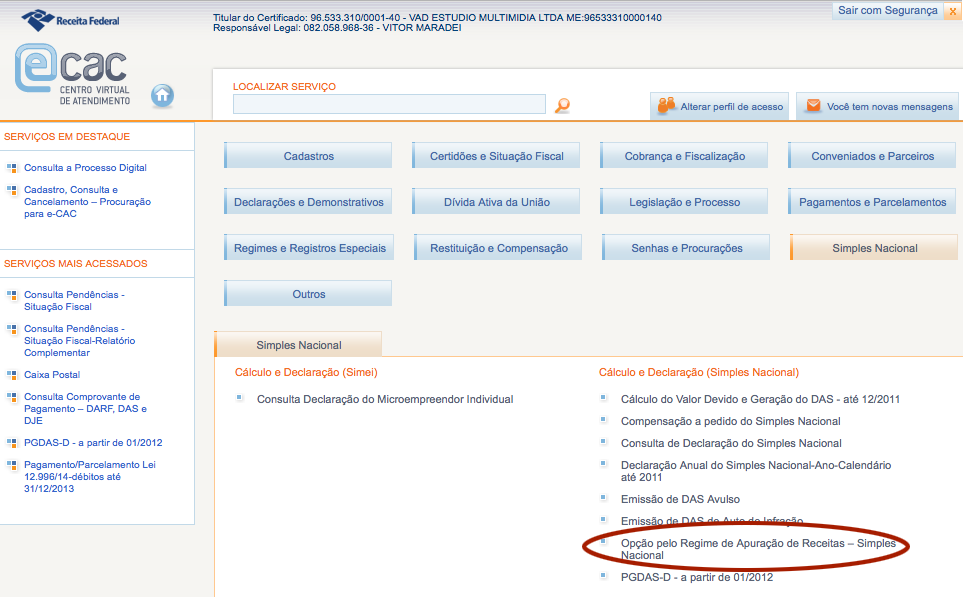 Receita Federal
Titular do Certificado: 96.533.310/0001-40 - VAD ESTUDIO MULTIMIDIA LTDA ME:96533310000140
Responsável Legal: 082.058.968-36 - VITOR MARADEI
Sair com Segurança x
ecac
CENTRO VIRTUAL
DE ATENDIMENTO
LOCALIZAR SERVIÇO
Alterar perfil de acesso
Você tem novas mensagens
SERVIÇOS EM DESTAQUE
Consulta a Processo Digital
Cadastro, Consulta e
Cancelamento – Procuração
para e-CAC
SERVIÇOS MAIS ACESSADOS
Consulta Pendências -
Situação Fiscal
Consulta Pendências -
Situação Fiscal-Relatório
Complementar
Caixa Postal
Consulta Comprovante de
Pagamento – DARF, DAS e
DJE
PGDAS-D - a partir de 01/2012
Pagamento/Parcelamento Lei
12.996/14-débitos até
31/12/2013
Cadastros
Certidões e Situação Fiscal
Cobrança e Fiscalização
Conveniados e Parceiros
Declarações e Demonstrativos
Dívida Ativa da União
Legislação e Processo
Pagamentos e Parcelamentos
Regimes e Registros Especiais
Restituição e Compensação
Senhas e Procurações
Simples Nacional
Outros
Simples Nacional
Cálculo e Declaração (Simei)
Consulta Declaração do Microempreendor Individual
Cálculo e Declaração (Simples Nacional)
Cálculo do Valor Devido e Geração do DAS - até 12/2011
Compensação a pedido do Simples Nacional
Consulta de Declaração do Simples Nacional
Declaração Anual do Simples Nacional-Ano-Calendário
até 2011
Emissão de DAS Avulso
Emissão de DAS de Auto de Infração
Opção pelo Regime de Apuração de Receitas – Simples
Nacional
PGDAS-D - a partir de 01/2012